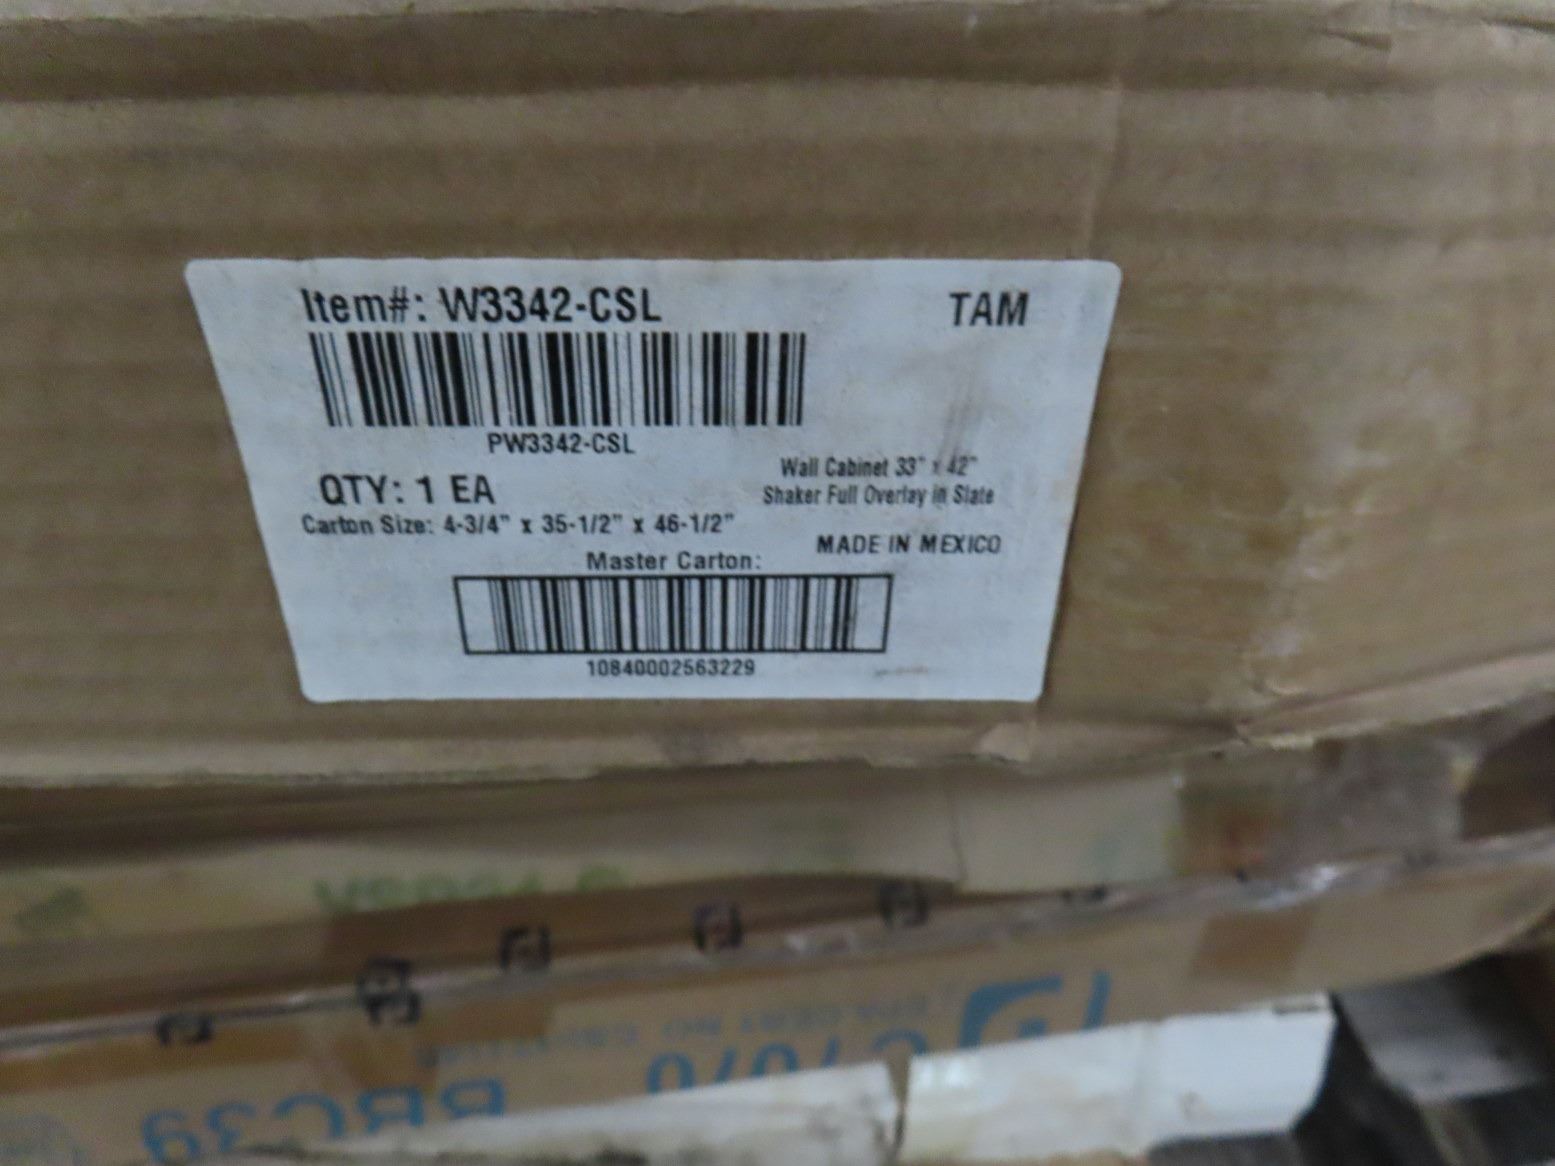 Item#: W3342-CSL
TAM
PW3342-CSL
QTY: 1 EA
Wall Cabinet 33" x 42"
Shaker Full Overlay in Slate
Carton Size: 4-3/4" x 35-1/2" x 46-1/2"
MADE IN MEXICO
Master Carton:
10840002563229
BBC39